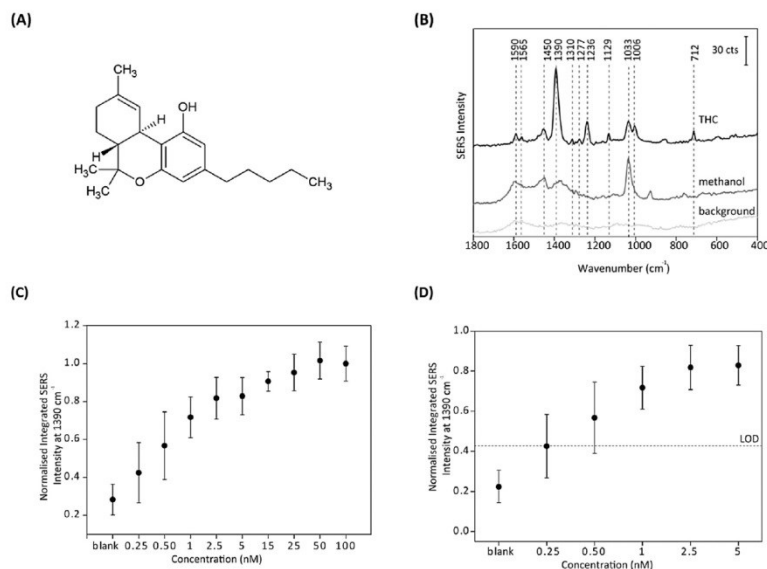 (A)
CH₃
OH
H
H
H₃C
H₃C
O
CH₃
(B)
1590
1565
1450
1390
1310
1277
1236
1129
1033
1006
712
30 cts
THC
methanol
background
SERS Intensity
1800 1600 1400 1200 1000 800 600 400
Wavenumber (cm⁻¹)
(C)
Normalised Integrated SERS
Intensity at 1390 cm⁻¹
1.2
1.0
0.8
0.6
0.4
0.2
blank 0.25 0.50 1 2.5 5 15 25 50 100
Concentration (nM)
(D)
Normalised Integrated SERS
Intensity at 1390 cm⁻¹
1.0
0.8
0.6
0.4
0.2
0.0
LOD
blank 0.25 0.50 1 2.5 5
Concentration (nM)